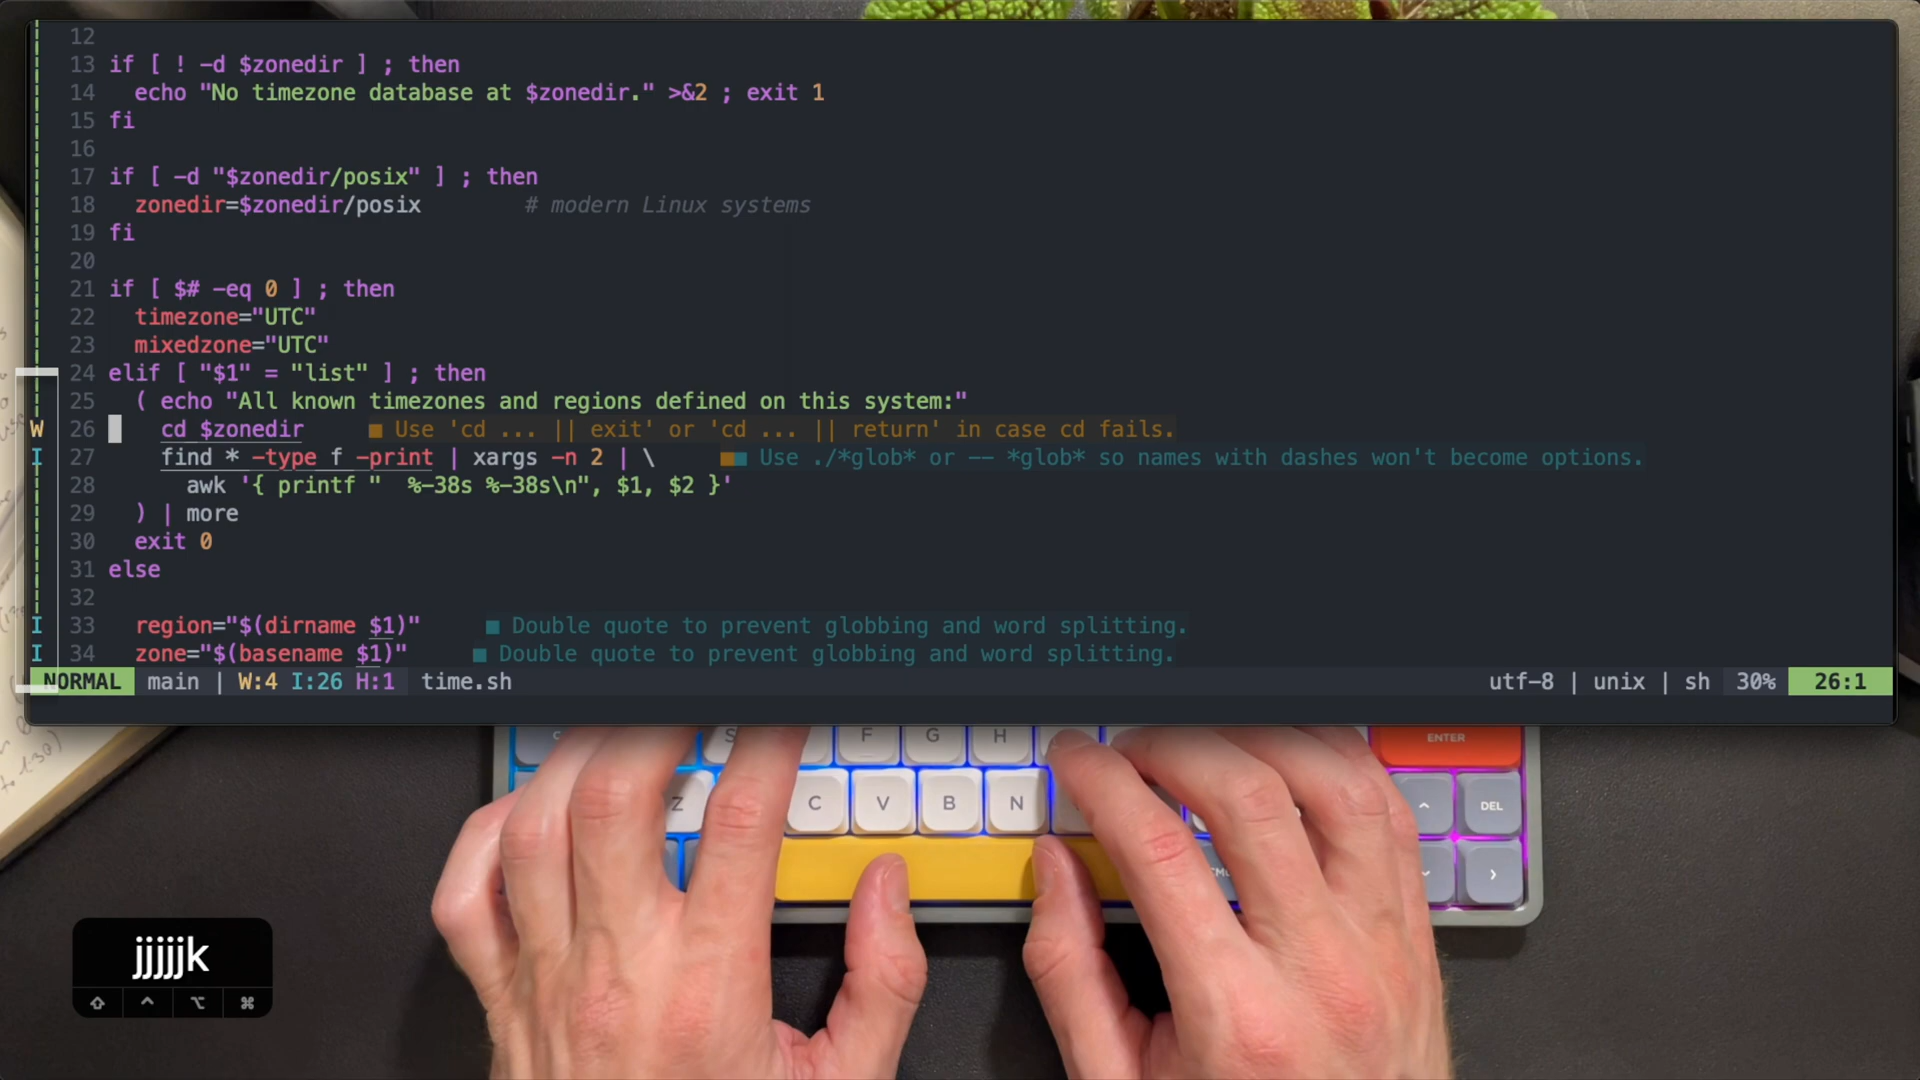 12
13 if [ ! -d $zonedir ] ; then
14   echo "No timezone database at $zonedir." >&2 ; exit 1
15 fi
16
17 if [ -d "$zonedir/posix" ] ; then
18   zonedir=$zonedir/posix        # modern Linux systems
19 fi
20
21 if [ $# -eq 0 ] ; then
22   timezone="UTC"
23   mixedzone="UTC"
24 elif [ "$1" = "list" ] ; then
25   ( echo "All known timezones and regions defined on this system:"
W 26     cd $zonedir     ■ Use 'cd ... || exit' or 'cd ... || return' in case cd fails.
I 27     find * -type f -print | xargs -n 2 | \     ■■ Use ./*glob* or -- *glob* so names with dashes won't become options.
28       awk '{ printf "  %-38s %-38s\n", $1, $2 }'
29   ) | more
30   exit 0
31 else
32
I 33   region="$(dirname $1)"     ■ Double quote to prevent globbing and word splitting.
I 34   zone="$(basename $1)"     ■ Double quote to prevent globbing and word splitting.
NORMAL main | W:4 I:26 H:1 time.sh utf-8 | unix | sh 30% 26:1
S F G H ENTER
Z C V B N DEL
jjjjjk